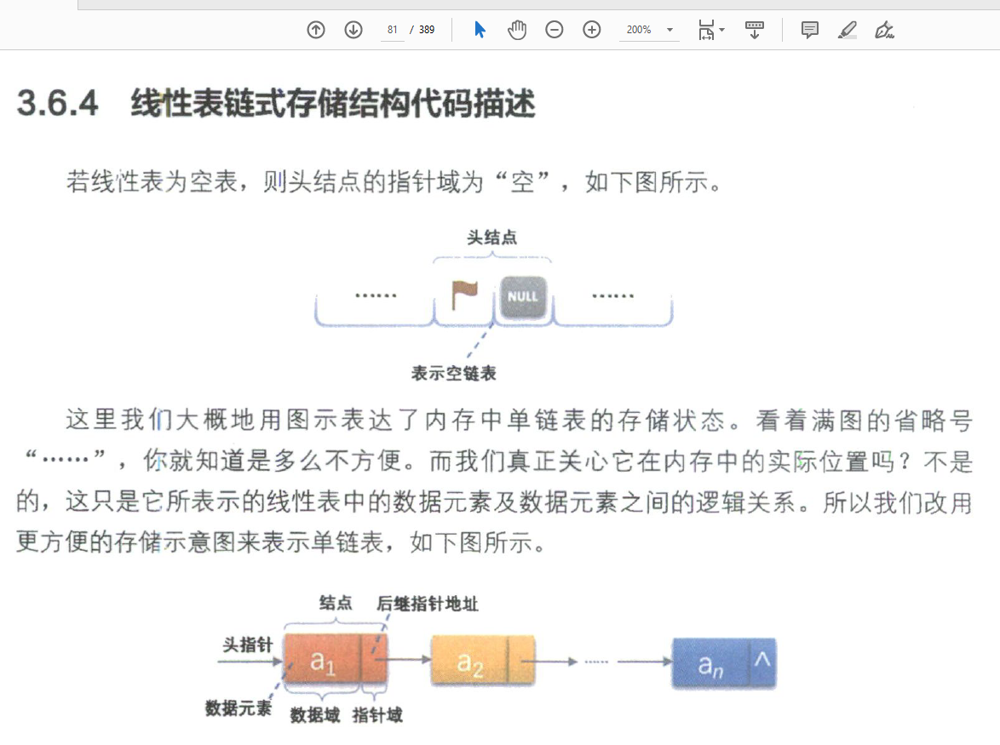 81 / 389
200%
3.6.4 线性表链式存储结构代码描述
若线性表为空表，则头结点的指针域为“空”，如下图所示。
头结点
······ NULL ······
表示空链表
这里我们大概地用图示表达了内存中单链表的存储状态。看着满图的省略号
“……”，你就知道是多么不方便。而我们真正关心它在内存中的实际位置吗？不是
的，这只是它所表示的线性表中的数据元素及数据元素之间的逻辑关系。所以我们改用
更方便的存储示意图来表示单链表，如下图所示。
结点 后继指针地址
头指针
a₁ a₂ ······ aₙ ^
数据元素 数据域 指针域